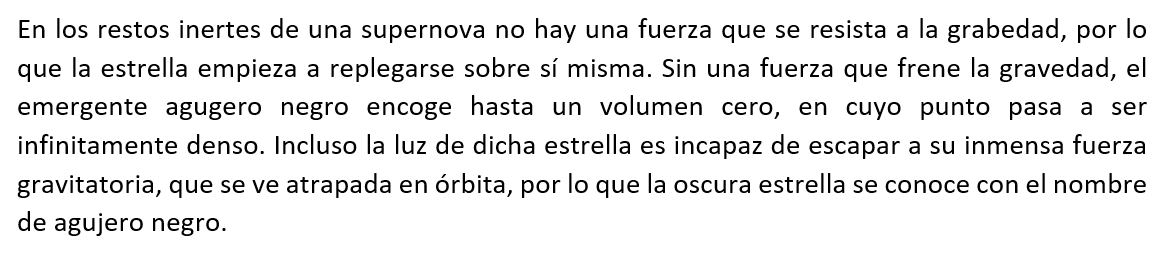 En los restos inertes de una supernova no hay una fuerza que se resista a la grabedad, por lo
que la estrella empieza a replegarse sobre sí misma. Sin una fuerza que frene la gravedad, el
emergente agugero negro encoge hasta un volumen cero, en cuyo punto pasa a ser
infinitamente denso. Incluso la luz de dicha estrella es incapaz de escapar a su inmensa fuerza
gravitatoria, que se ve atrapada en órbita, por lo que la oscura estrella se conoce con el nombre
de agujero negro.